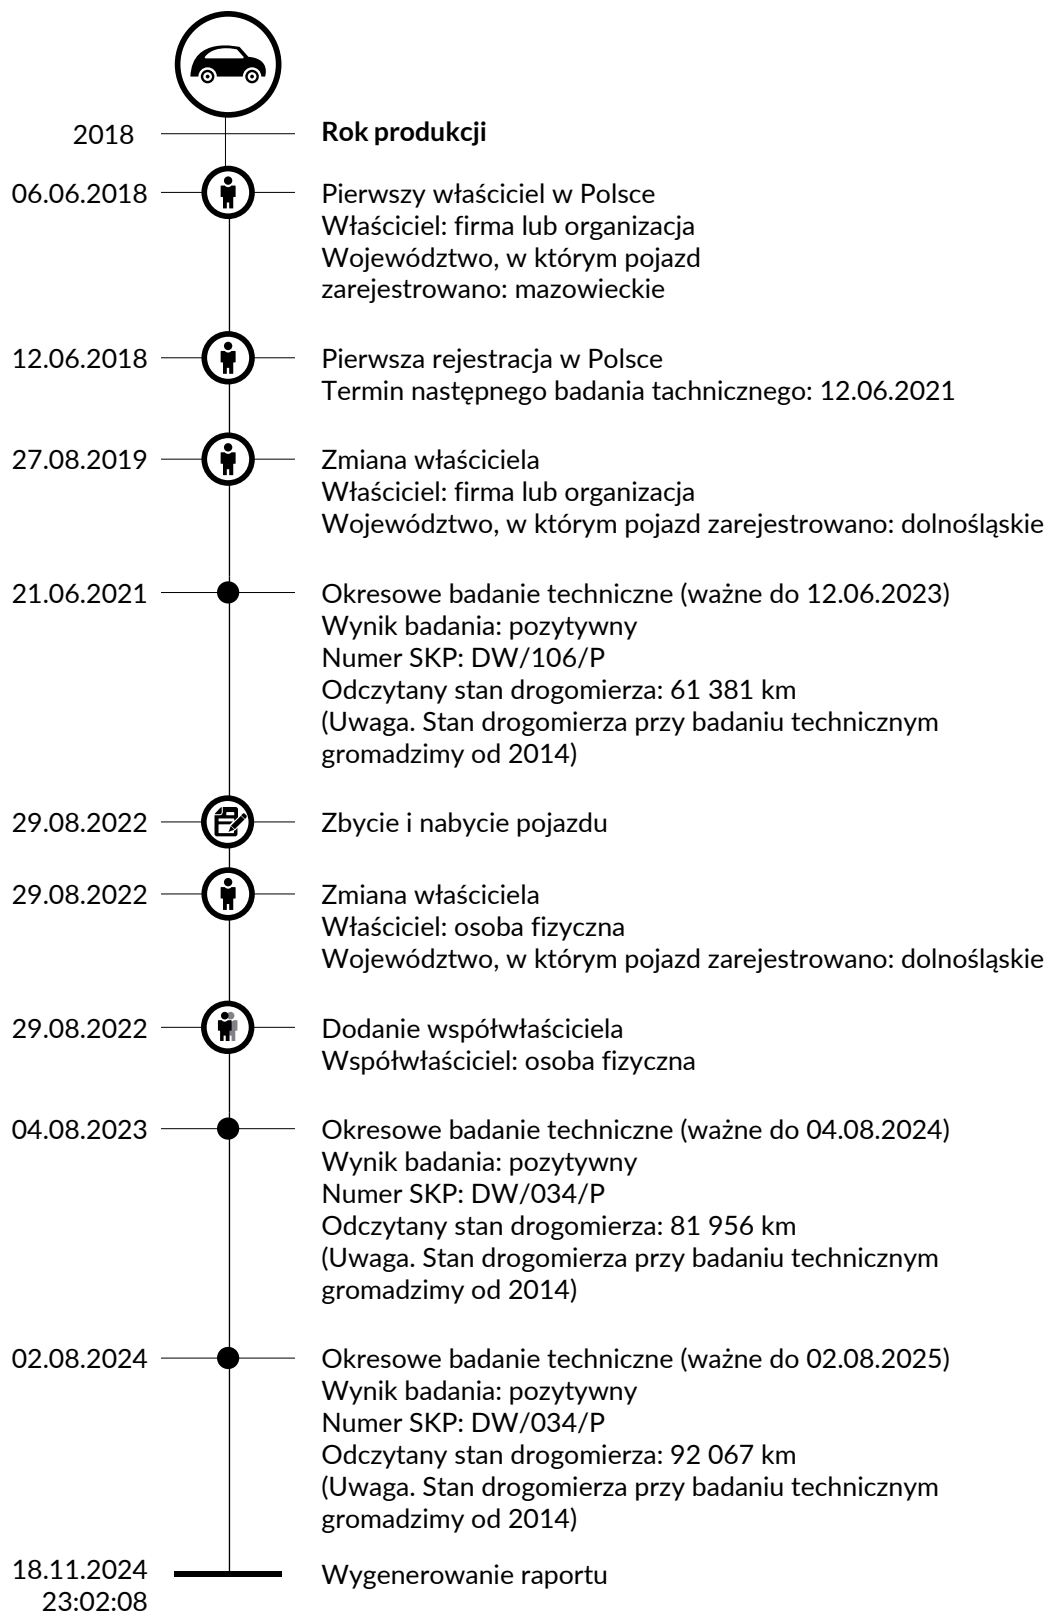 2018
Rok produkcji
06.06.2018
Pierwszy właściciel w Polsce
Właściciel: firma lub organizacja
Województwo, w którym pojazd
zarejestrowano: mazowieckie
12.06.2018
Pierwsza rejestracja w Polsce
Termin następnego badania tachnicznego: 12.06.2021
27.08.2019
Zmiana właściciela
Właściciel: firma lub organizacja
Województwo, w którym pojazd zarejestrowano: dolnośląskie
21.06.2021
Okresowe badanie techniczne (ważne do 12.06.2023)
Wynik badania: pozytywny
Numer SKP: DW/106/P
Odczytany stan drogomierza: 61 381 km
(Uwaga. Stan drogomierza przy badaniu technicznym
gromadzimy od 2014)
29.08.2022
Zbycie i nabycie pojazdu
29.08.2022
Zmiana właściciela
Właściciel: osoba fizyczna
Województwo, w którym pojazd zarejestrowano: dolnośląskie
29.08.2022
Dodanie współwłaściciela
Współwłaściciel: osoba fizyczna
04.08.2023
Okresowe badanie techniczne (ważne do 04.08.2024)
Wynik badania: pozytywny
Numer SKP: DW/034/P
Odczytany stan drogomierza: 81 956 km
(Uwaga. Stan drogomierza przy badaniu technicznym
gromadzimy od 2014)
02.08.2024
Okresowe badanie techniczne (ważne do 02.08.2025)
Wynik badania: pozytywny
Numer SKP: DW/034/P
Odczytany stan drogomierza: 92 067 km
(Uwaga. Stan drogomierza przy badaniu technicznym
gromadzimy od 2014)
18.11.2024
23:02:08
Wygenerowanie raportu